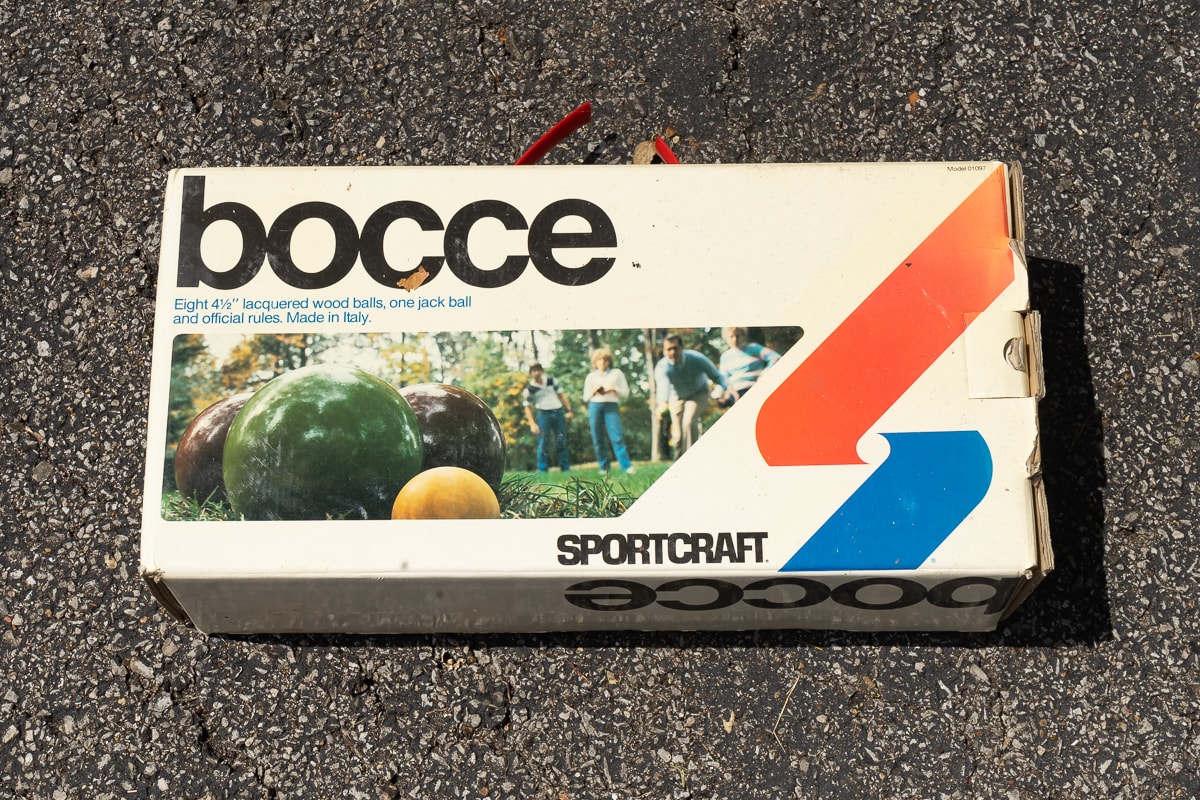 Model 01097
bocce
Eight 4½″ lacquered wood balls, one jack ball
and official rules. Made in Italy.
SPORTCRAFT
bocce